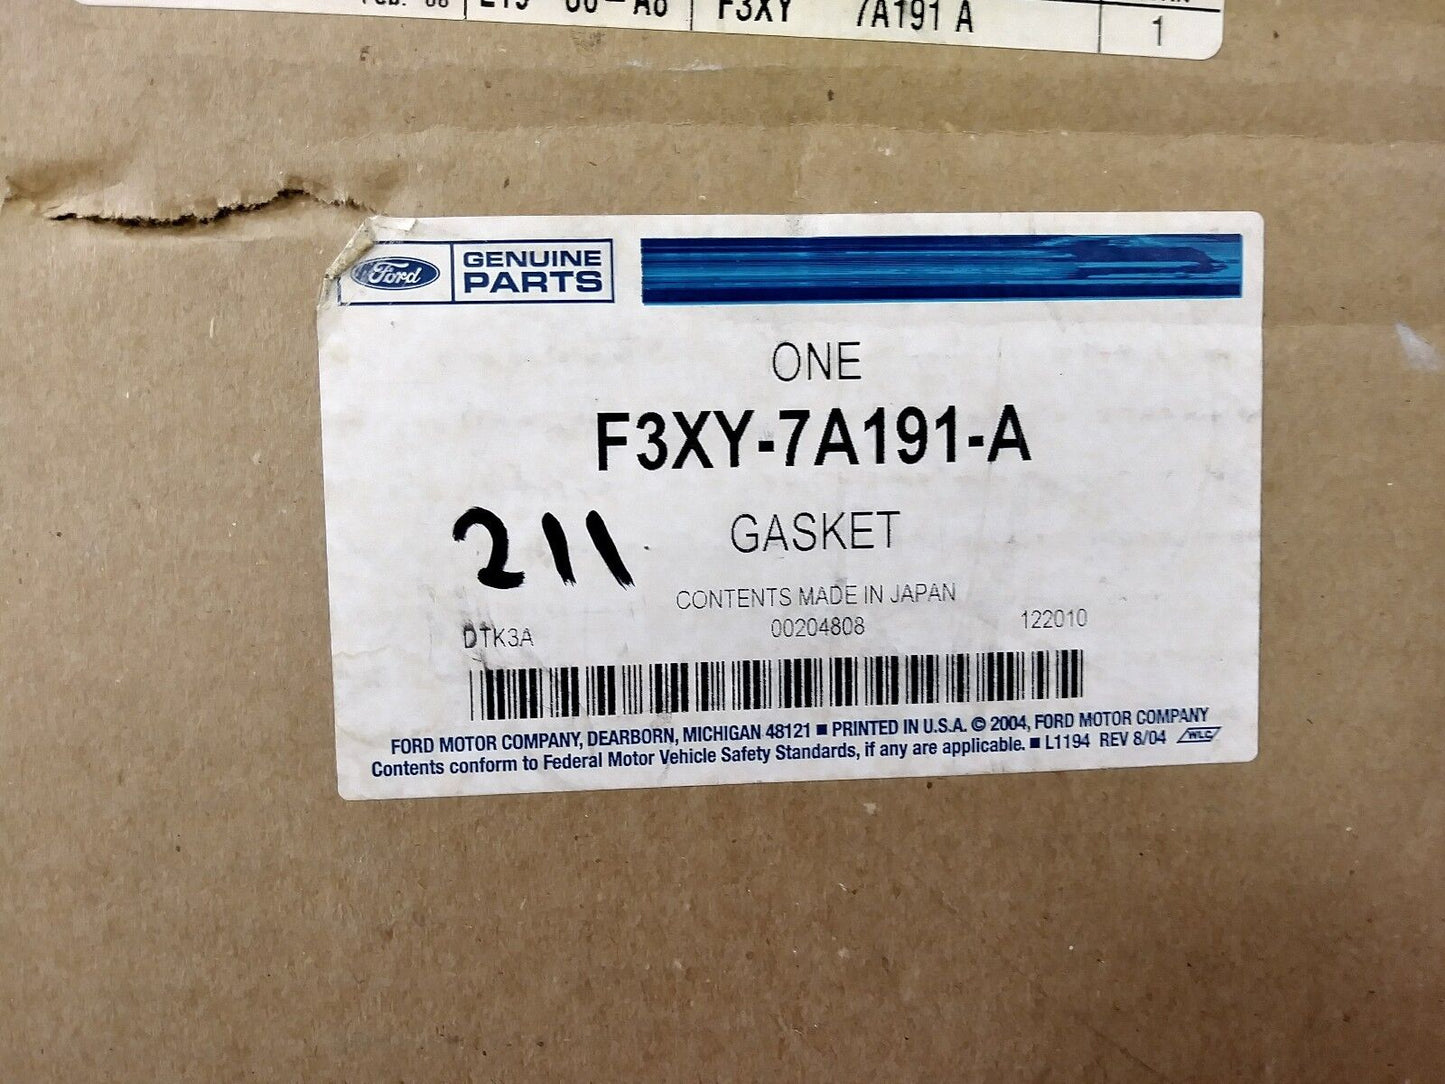 F3XY 7A191 A
1
Ford GENUINE
PARTS
ONE
F3XY-7A191-A
211 GASKET
CONTENTS MADE IN JAPAN
DTK3A 00204808 122010
FORD MOTOR COMPANY, DEARBORN, MICHIGAN 48121 ■ PRINTED IN U.S.A. © 2004, FORD MOTOR COMPANY
Contents conform to Federal Motor Vehicle Safety Standards, if any are applicable. ■ L1194 REV 8/04 WLC